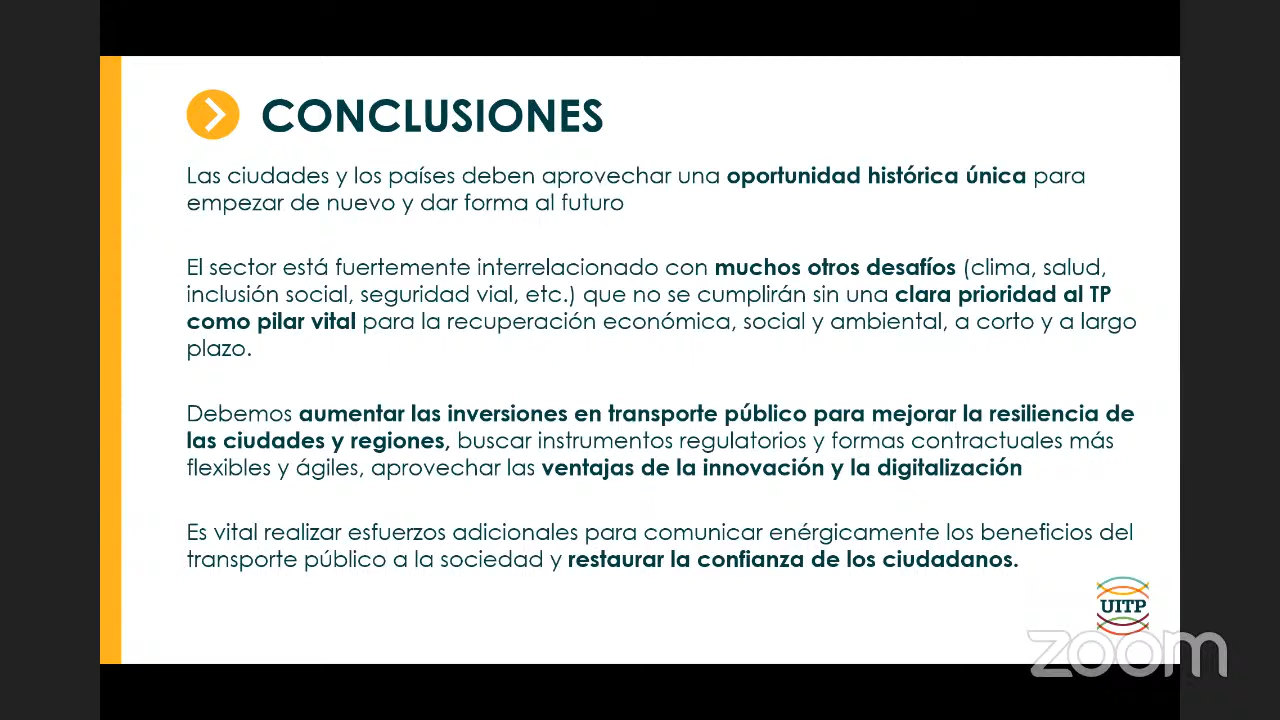 CONCLUSIONES
Las ciudades y los países deben aprovechar una oportunidad histórica única para
empezar de nuevo y dar forma al futuro
El sector está fuertemente interrelacionado con muchos otros desafíos (clima, salud,
inclusión social, seguridad vial, etc.) que no se cumplirán sin una clara prioridad al TP
como pilar vital para la recuperación económica, social y ambiental, a corto y a largo
plazo.
Debemos aumentar las inversiones en transporte público para mejorar la resiliencia de
las ciudades y regiones, buscar instrumentos regulatorios y formas contractuales más
flexibles y ágiles, aprovechar las ventajas de la innovación y la digitalización
Es vital realizar esfuerzos adicionales para comunicar enérgicamente los beneficios del
transporte público a la sociedad y restaurar la confianza de los ciudadanos.
UITP
zoom